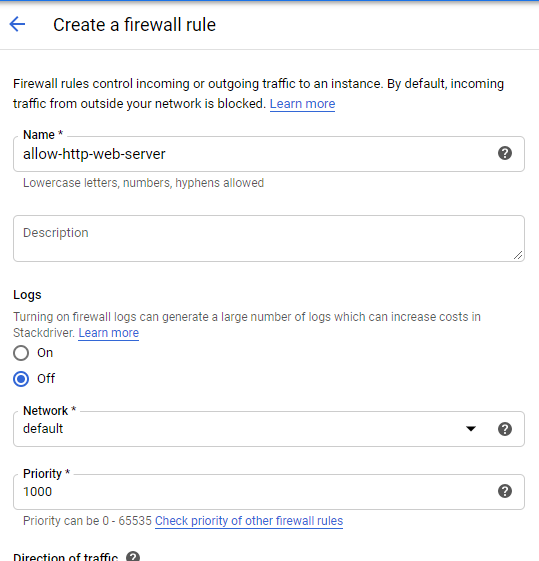 Create a firewall rule
Firewall rules control incoming or outgoing traffic to an instance. By default, incoming
traffic from outside your network is blocked. Learn more
Name *
allow-http-web-server
Lowercase letters, numbers, hyphens allowed
Description
Logs
Turning on firewall logs can generate a large number of logs which can increase costs in
Stackdriver. Learn more
On
Off
Network *
default
Priority *
1000
Priority can be 0 - 65535 Check priority of other firewall rules
Direction of traffic